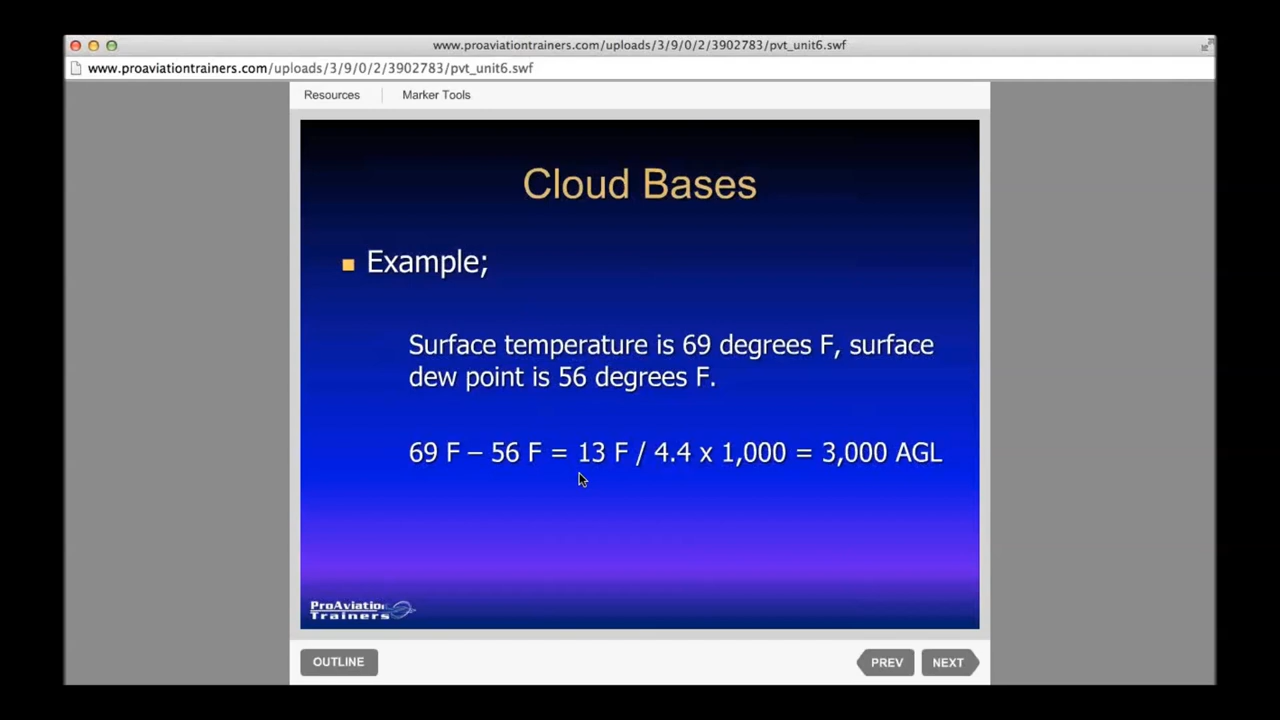 www.proaviationtrainers.com/uploads/3/9/0/2/3902783/pvt_unit6.swf
www.proaviationtrainers.com/uploads/3/9/0/2/3902783/pvt_unit6.swf
Resources
Marker Tools
Cloud Bases
Example;
Surface temperature is 69 degrees F, surface
dew point is 56 degrees F.
69 F – 56 F = 13 F / 4.4 x 1,000 = 3,000 AGL
ProAviation
Trainers
OUTLINE
PREV
NEXT